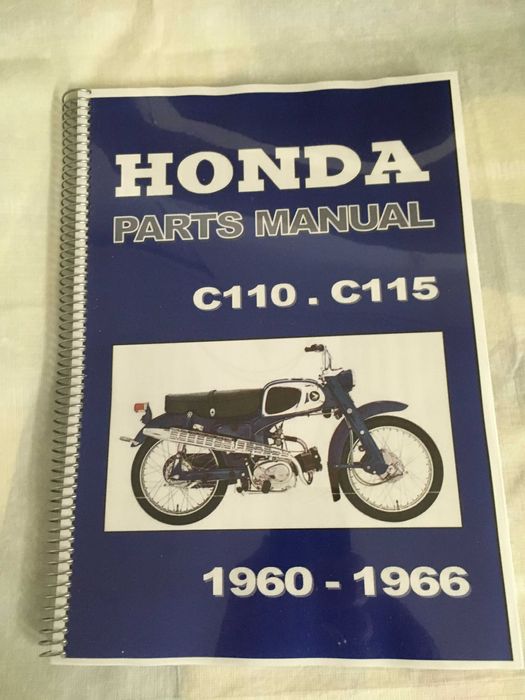 HONDA
PARTS MANUAL
C110 . C115
1960 - 1966